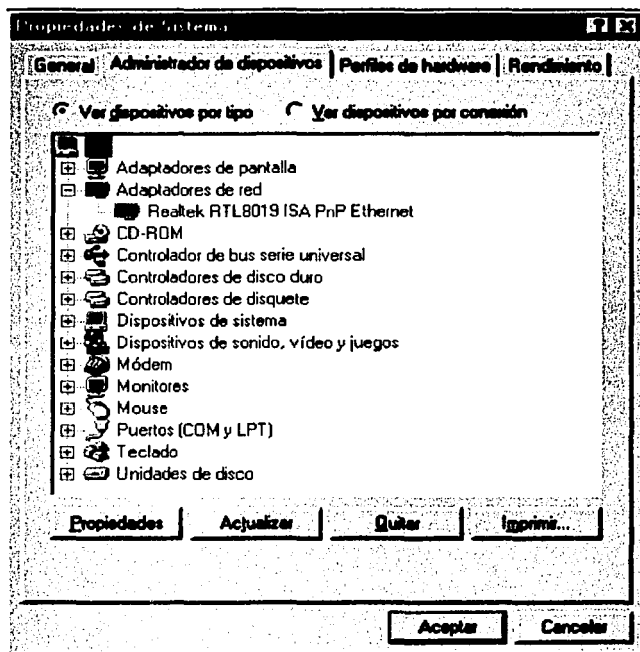 Propiedades de Sistema
General Administrador de dispositivos Perfiles de hardware Rendimiento
Ver dispositivos por tipo Ver dispositivos por conexión
Adaptadores de pantalla
Adaptadores de red
Realtek RTL8019 ISA PnP Ethernet
CD-ROM
Controlador de bus serie universal
Controladores de disco duro
Controladores de disquete
Dispositivos de sistema
Dispositivos de sonido, vídeo y juegos
Módem
Monitores
Mouse
Puertos (COM y LPT)
Teclado
Unidades de disco
Propiedades Actualizar Quitar Imprimir...
Aceptar Cancelar